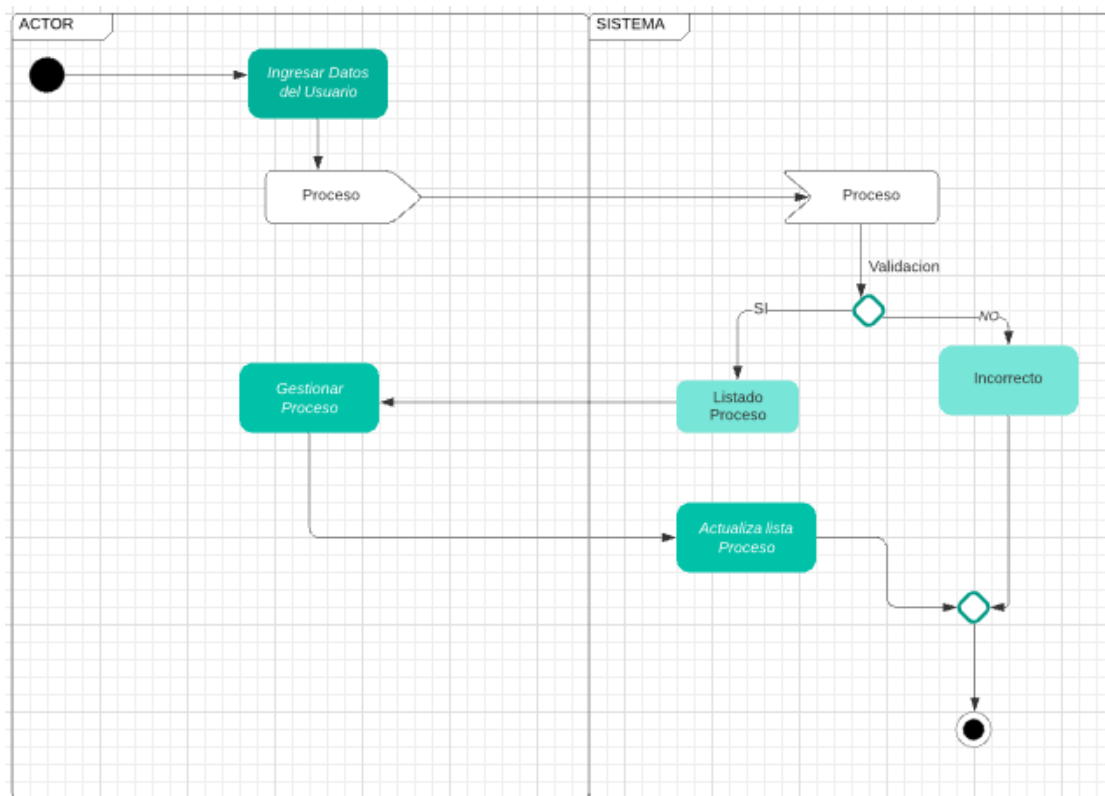 ACTOR
SISTEMA
Ingresar Datos
del Usuario
Proceso
Proceso
Validacion
SI
NO
Incorrecto
Gestionar
Proceso
Listado
Proceso
Actualiza lista
Proceso